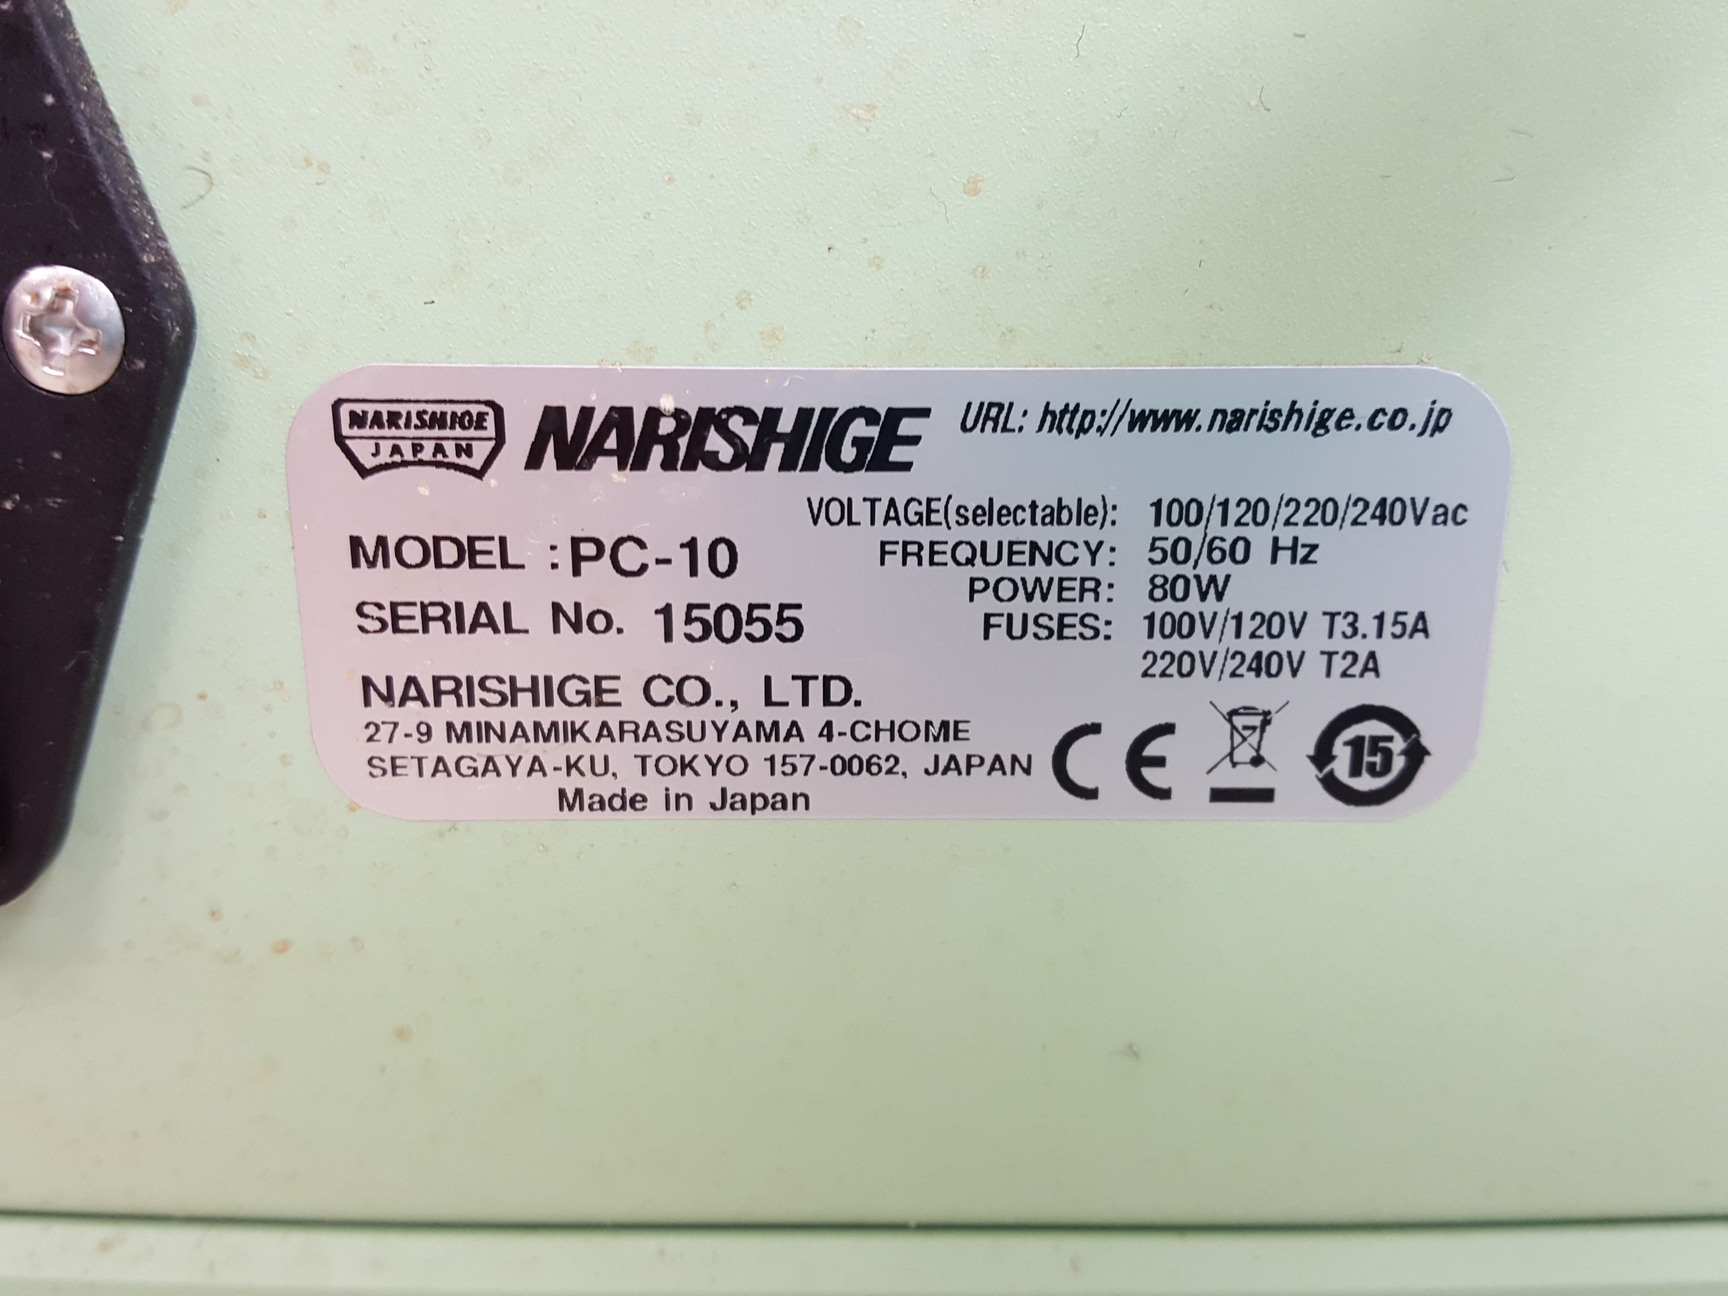 NARISHIGE
JAPAN
NARISHIGE URL: http://www.narishige.co.jp
VOLTAGE(selectable): 100/120/220/240Vac
MODEL :PC-10
FREQUENCY: 50/60 Hz
POWER: 80W
SERIAL No. 15055
FUSES: 100V/120V T3.15A
220V/240V T2A
NARISHIGE CO., LTD.
27-9 MINAMIKARASUYAMA 4-CHOME
SETAGAYA-KU, TOKYO 157-0062, JAPAN
Made in Japan
CE
15